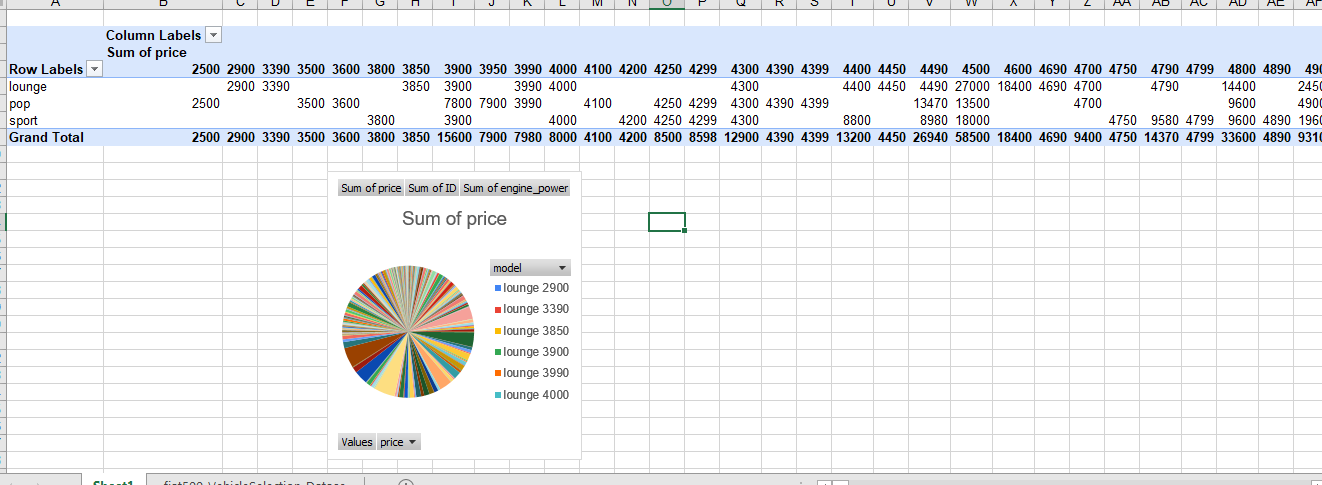 A B C D E F G H I J K L M N O P Q R S T U V W X Y Z AA AB AC AD AE AF
Column Labels
Sum of price
Row Labels 2500 2900 3390 3500 3600 3800 3850 3900 3950 3990 4000 4100 4200 4250 4299 4300 4390 4399 4400 4450 4490 4500 4600 4690 4700 4750 4790 4799 4800 4890 490
lounge 2900 3390 3850 3900 3990 4000 4300 4400 4450 4490 27000 18400 4690 4700 4790 14400 2450
pop 2500 3500 3600 7800 7900 3990 4100 4250 4299 4300 4390 4399 13470 13500 4700 9600 4900
sport 3800 3900 4000 4200 4250 4299 4300 8800 8980 18000 4750 9580 4799 9600 4890 1960
Grand Total 2500 2900 3390 3500 3600 3800 3850 15600 7900 7980 8000 4100 4200 8500 8598 12900 4390 4399 13200 4450 26940 58500 18400 4690 9400 4750 14370 4799 33600 4890 9310
Sum of price Sum of ID Sum of engine_power
Sum of price
model
lounge 2900
lounge 3390
lounge 3850
lounge 3900
lounge 3990
lounge 4000
Values price
Sheet1